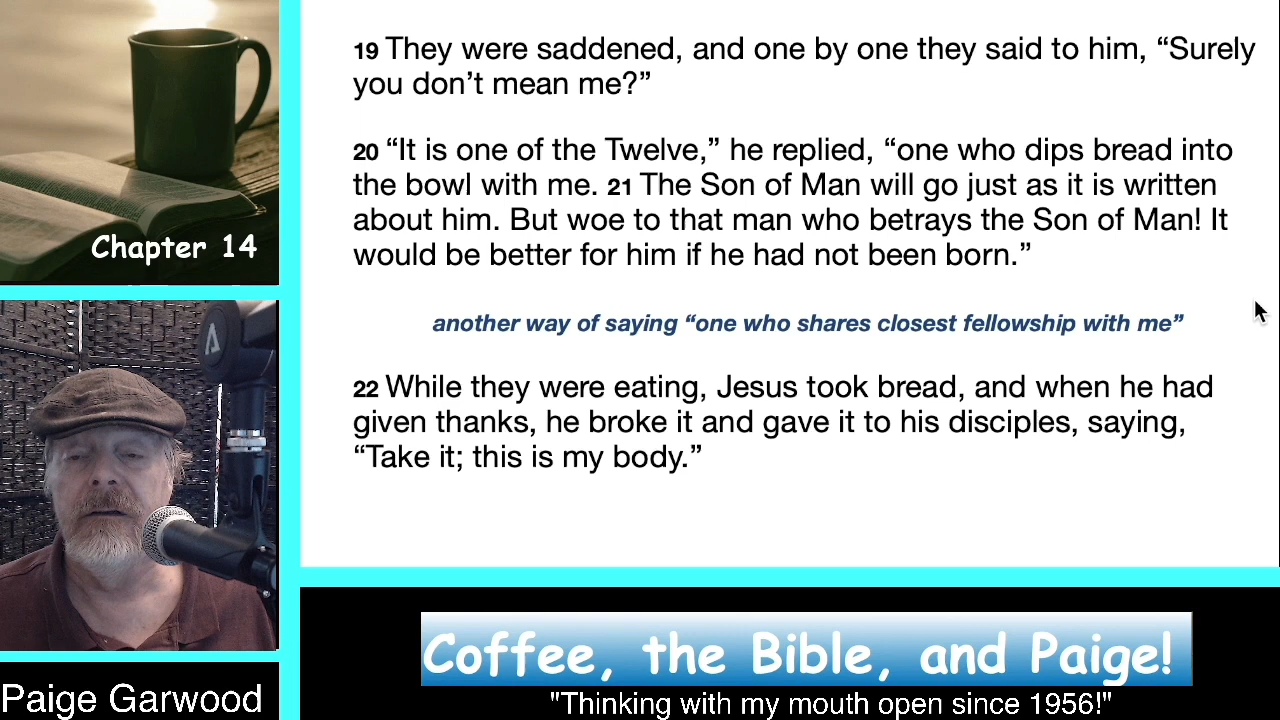 Chapter 14
19 They were saddened, and one by one they said to him, “Surely
you don’t mean me?”
20 “It is one of the Twelve,” he replied, “one who dips bread into
the bowl with me. 21 The Son of Man will go just as it is written
about him. But woe to that man who betrays the Son of Man! It
would be better for him if he had not been born.”
another way of saying “one who shares closest fellowship with me”
22 While they were eating, Jesus took bread, and when he had
given thanks, he broke it and gave it to his disciples, saying,
“Take it; this is my body.”
Paige Garwood
Coffee, the Bible, and Paige!
"Thinking with my mouth open since 1956!"